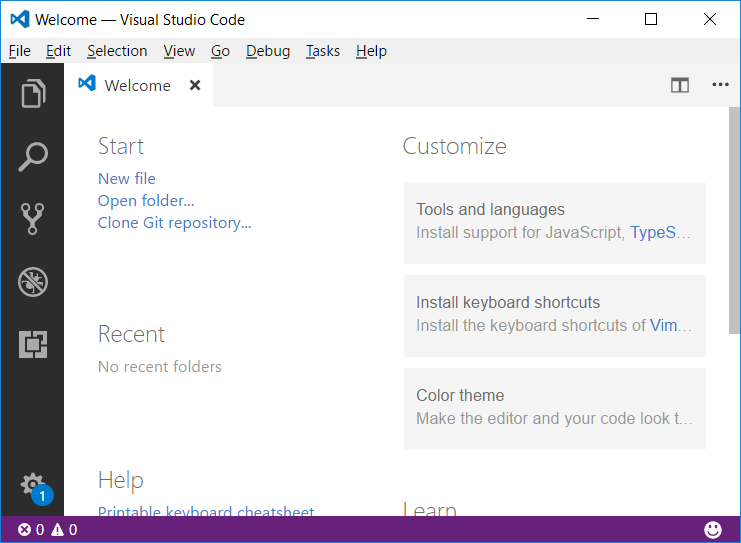 Welcome — Visual Studio Code
File Edit Selection View Go Debug Tasks Help
Welcome
Start
New file
Open folder...
Clone Git repository...
Recent
No recent folders
Help
Printable keyboard cheatsheet
Customize
Tools and languages
Install support for JavaScript, TypeS...
Install keyboard shortcuts
Install the keyboard shortcuts of Vim...
Color theme
Make the editor and your code look t...
Learn
1
0 0